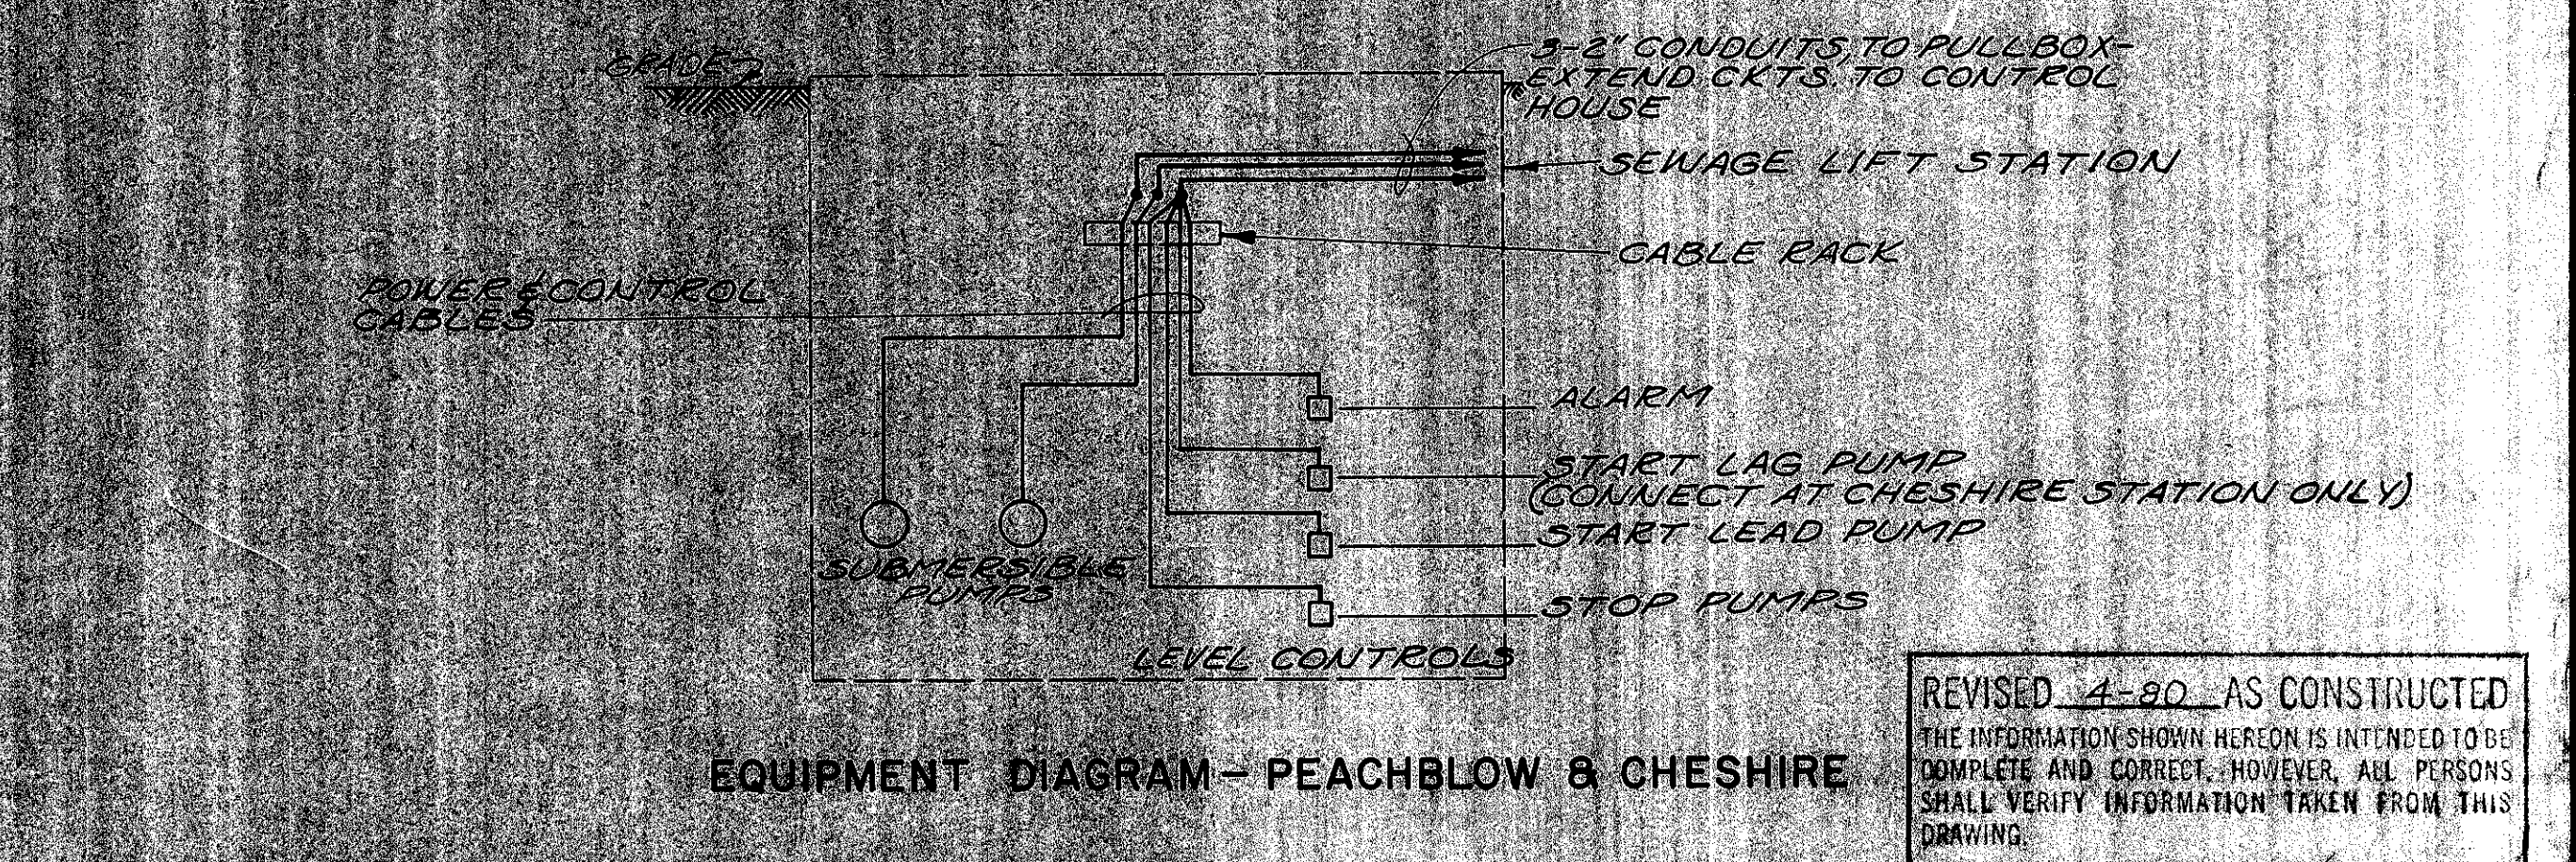 GRADE
3-2" CONDUITS, TO PULLBOX-
EXTEND CKTS. TO CONTROL
HOUSE
SEWAGE LIFT STATION
CABLE RACK
POWER & CONTROL
CABLES
ALARM
START LAG PUMP
(CONNECT AT CHESHIRE STATION ONLY)
START LEAD PUMP
SUBMERSIBLE
PUMPS
STOP PUMPS
LEVEL CONTROLS
EQUIPMENT DIAGRAM - PEACHBLOW & CHESHIRE
REVISED 4-80 AS CONSTRUCTED
THE INFORMATION SHOWN HEREON IS INTENDED TO BE
COMPLETE AND CORRECT. HOWEVER, ALL PERSONS
SHALL VERIFY INFORMATION TAKEN FROM THIS
DRAWING.